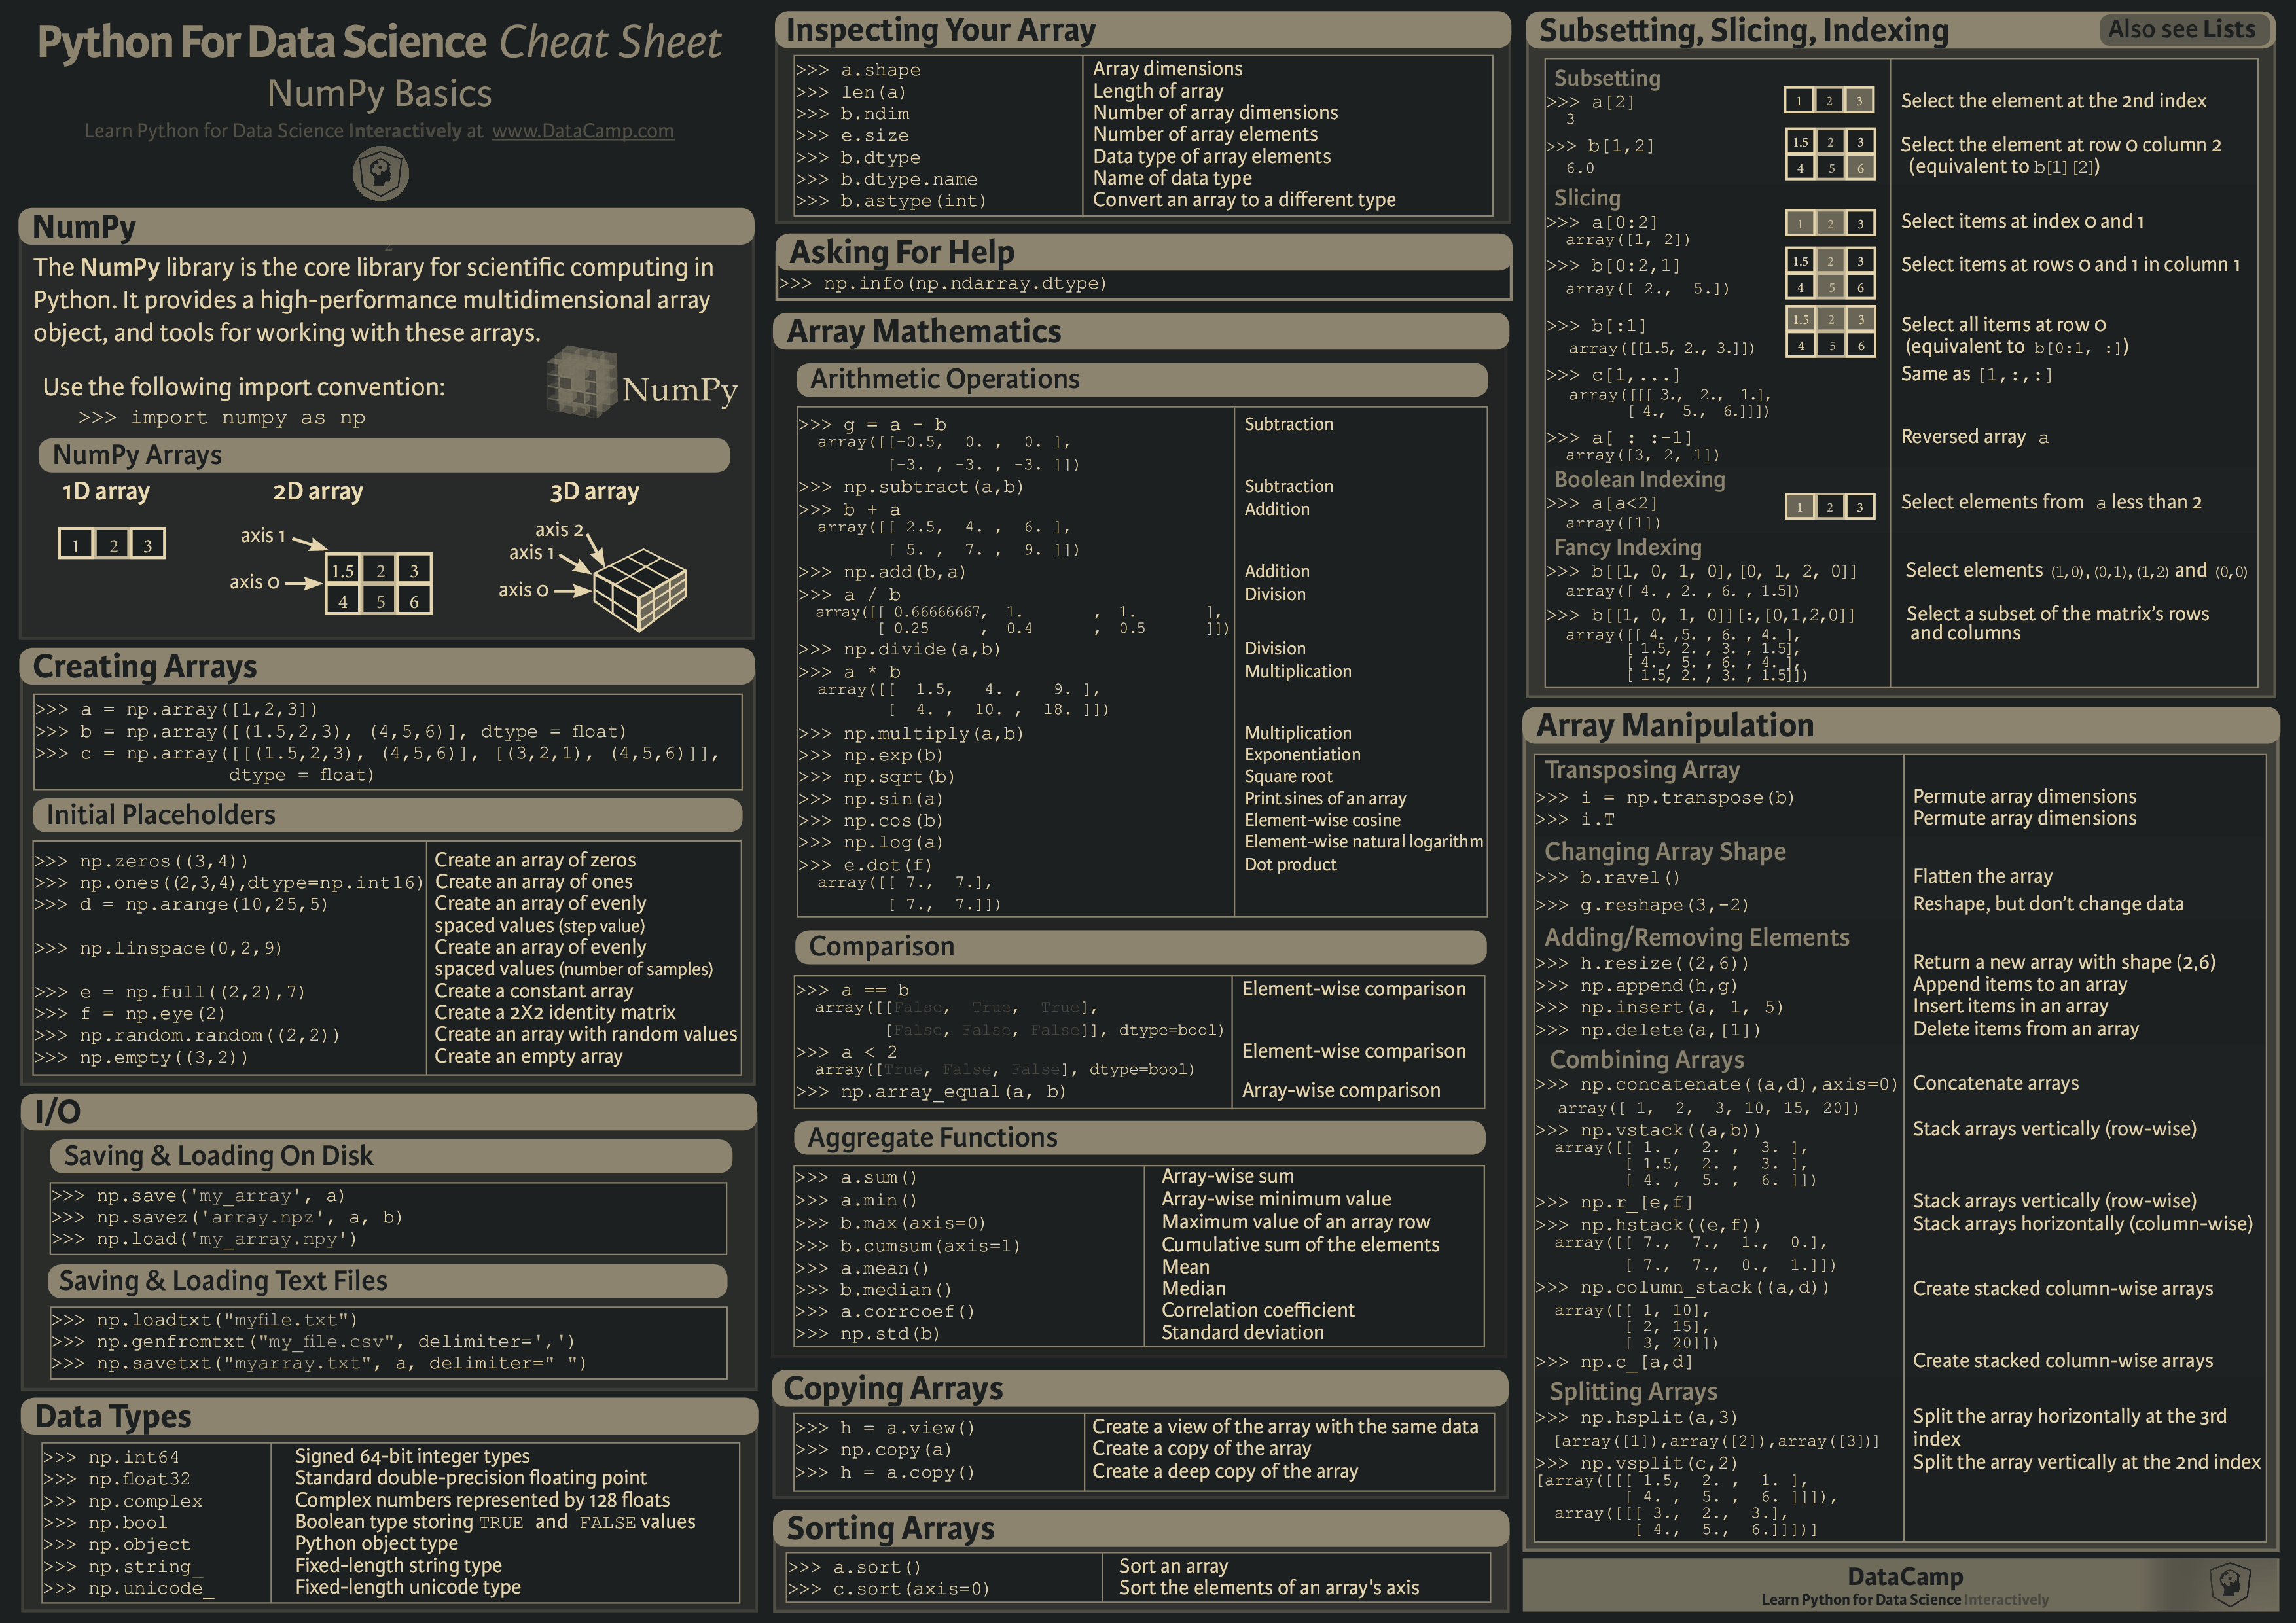 Python For Data Science Cheat Sheet
NumPy Basics
Learn Python for Data Science Interactively at www.DataCamp.com
NumPy
2
The NumPy library is the core library for scientific computing in
Python. It provides a high-performance multidimensional array
object, and tools for working with these arrays.
Use the following import convention:
>>> import numpy as np
NumPy
NumPy Arrays
1D array 2D array 3D array
1 2 3
axis 1
axis 0
1.5 2 3
4 5 6
axis 2
axis 1
axis 0
Creating Arrays
>>> a = np.array([1,2,3])
>>> b = np.array([(1.5,2,3), (4,5,6)], dtype = float)
>>> c = np.array([[(1.5,2,3), (4,5,6)], [(3,2,1), (4,5,6)]],
dtype = float)
Initial Placeholders
>>> np.zeros((3,4)) Create an array of zeros
>>> np.ones((2,3,4),dtype=np.int16) Create an array of ones
>>> d = np.arange(10,25,5) Create an array of evenly
spaced values (step value)
>>> np.linspace(0,2,9) Create an array of evenly
spaced values (number of samples)
>>> e = np.full((2,2),7) Create a constant array
>>> f = np.eye(2) Create a 2X2 identity matrix
>>> np.random.random((2,2)) Create an array with random values
>>> np.empty((3,2)) Create an empty array
I/O
Saving & Loading On Disk
>>> np.save('my_array', a)
>>> np.savez('array.npz', a, b)
>>> np.load('my_array.npy')
Saving & Loading Text Files
>>> np.loadtxt("myfile.txt")
>>> np.genfromtxt("my_file.csv", delimiter=',')
>>> np.savetxt("myarray.txt", a, delimiter=" ")
Data Types
>>> np.int64 Signed 64-bit integer types
>>> np.float32 Standard double-precision floating point
>>> np.complex Complex numbers represented by 128 floats
>>> np.bool Boolean type storing TRUE and FALSE values
>>> np.object Python object type
>>> np.string_ Fixed-length string type
>>> np.unicode_ Fixed-length unicode type
Inspecting Your Array
>>> a.shape Array dimensions
>>> len(a) Length of array
>>> b.ndim Number of array dimensions
>>> e.size Number of array elements
>>> b.dtype Data type of array elements
>>> b.dtype.name Name of data type
>>> b.astype(int) Convert an array to a different type
Asking For Help
>>> np.info(np.ndarray.dtype)
Array Mathematics
Arithmetic Operations
>>> g = a - b Subtraction
array([[-0.5, 0. , 0. ],
[-3. , -3. , -3. ]])
>>> np.subtract(a,b) Subtraction
>>> b + a Addition
array([[ 2.5, 4. , 6. ],
[ 5. , 7. , 9. ]])
>>> np.add(b,a) Addition
>>> a / b Division
array([[ 0.66666667, 1. , 1. ],
[ 0.25 , 0.4 , 0.5 ]])
>>> np.divide(a,b) Division
>>> a * b Multiplication
array([[ 1.5, 4. , 9. ],
[ 4. , 10. , 18. ]])
>>> np.multiply(a,b) Multiplication
>>> np.exp(b) Exponentiation
>>> np.sqrt(b) Square root
>>> np.sin(a) Print sines of an array
>>> np.cos(b) Element-wise cosine
>>> np.log(a) Element-wise natural logarithm
>>> e.dot(f) Dot product
array([[ 7., 7.],
[ 7., 7.]])
Comparison
>>> a == b Element-wise comparison
array([[False, True, True],
[False, False, False]], dtype=bool)
>>> a < 2 Element-wise comparison
array([True, False, False], dtype=bool)
>>> np.array_equal(a, b) Array-wise comparison
Aggregate Functions
>>> a.sum() Array-wise sum
>>> a.min() Array-wise minimum value
>>> b.max(axis=0) Maximum value of an array row
>>> b.cumsum(axis=1) Cumulative sum of the elements
>>> a.mean() Mean
>>> b.median() Median
>>> a.corrcoef() Correlation coefficient
>>> np.std(b) Standard deviation
Copying Arrays
>>> h = a.view() Create a view of the array with the same data
>>> np.copy(a) Create a copy of the array
>>> h = a.copy() Create a deep copy of the array
Sorting Arrays
>>> a.sort() Sort an array
>>> c.sort(axis=0) Sort the elements of an array's axis
Subsetting, Slicing, Indexing Also see Lists
Subsetting
>>> a[2] 1 2 3 Select the element at the 2nd index
3
>>> b[1,2] 1.5 2 3 Select the element at row 0 column 2
6.0 4 5 6 (equivalent to b[1][2])
Slicing
>>> a[0:2] 1 2 3 Select items at index 0 and 1
array([1, 2])
>>> b[0:2,1] 1.5 2 3 Select items at rows 0 and 1 in column 1
array([ 2., 5.]) 4 5 6
>>> b[:1] 1.5 2 3 Select all items at row 0
array([[1.5, 2., 3.]]) 4 5 6 (equivalent to b[0:1, :])
>>> c[1,...] Same as [1,:,:]
array([[[ 3., 2., 1.],
[ 4., 5., 6.]]])
>>> a[ : :-1] Reversed array a
array([3, 2, 1])
Boolean Indexing
>>> a[a<2] 1 2 3 Select elements from a less than 2
array([1])
Fancy Indexing
>>> b[[1, 0, 1, 0],[0, 1, 2, 0]] Select elements (1,0),(0,1),(1,2) and (0,0)
array([ 4. , 2. , 6. , 1.5])
>>> b[[1, 0, 1, 0]][:,[0,1,2,0]] Select a subset of the matrix’s rows
and columns
array([[ 4. ,5. , 6. , 4. ],
[ 1.5, 2. , 3. , 1.5],
[ 4. , 5. , 6. , 4. ],
[ 1.5, 2. , 3. , 1.5]])
Array Manipulation
Transposing Array
>>> i = np.transpose(b) Permute array dimensions
>>> i.T Permute array dimensions
Changing Array Shape
>>> b.ravel() Flatten the array
>>> g.reshape(3,-2) Reshape, but don’t change data
Adding/Removing Elements
>>> h.resize((2,6)) Return a new array with shape (2,6)
>>> np.append(h,g) Append items to an array
>>> np.insert(a, 1, 5) Insert items in an array
>>> np.delete(a,[1]) Delete items from an array
Combining Arrays
>>> np.concatenate((a,d),axis=0) Concatenate arrays
array([ 1, 2, 3, 10, 15, 20])
>>> np.vstack((a,b)) Stack arrays vertically (row-wise)
array([[ 1. , 2. , 3. ],
[ 1.5, 2. , 3. ],
[ 4. , 5. , 6. ]])
>>> np.r_[e,f] Stack arrays vertically (row-wise)
>>> np.hstack((e,f)) Stack arrays horizontally (column-wise)
array([[ 7., 7., 1., 0.],
[ 7., 7., 0., 1.]])
>>> np.column_stack((a,d)) Create stacked column-wise arrays
array([[ 1, 10],
[ 2, 15],
[ 3, 20]])
>>> np.c_[a,d] Create stacked column-wise arrays
Splitting Arrays
>>> np.hsplit(a,3) Split the array horizontally at the 3rd
index
[array([1]),array([2]),array([3])]
>>> np.vsplit(c,2) Split the array vertically at the 2nd index
[array([[[ 1.5, 2. , 1. ],
[ 4. , 5. , 6. ]]]),
array([[[ 3., 2., 3.],
[ 4., 5., 6.]]])]
DataCamp
Learn Python for Data Science Interactively